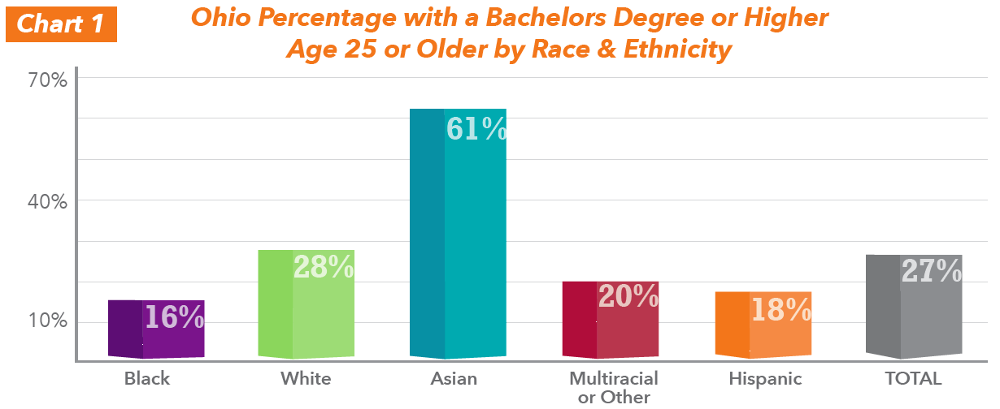 Chart 1
Ohio Percentage with a Bachelors Degree or Higher
Age 25 or Older by Race & Ethnicity
70%
40%
10%
16%
28%
61%
20%
18%
27%
Black
White
Asian
Multiracial
or Other
Hispanic
TOTAL